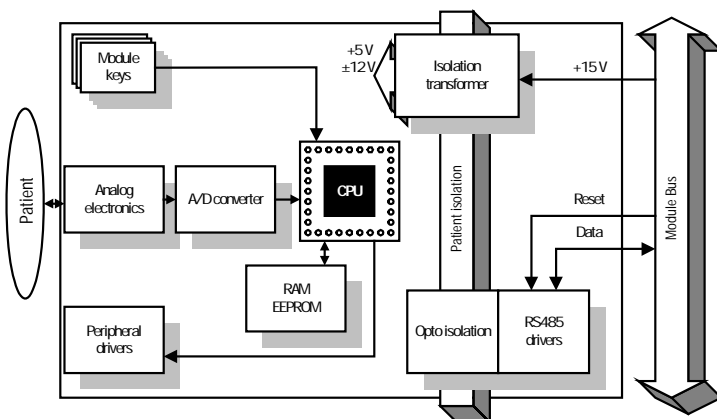 Module
keys
+5V
±12V
Isolation
transformer
+15V
Patient
Analog
electronics
A/D converter
CPU
Patient isolation
Module Bus
Reset
Data
RAM
EEPROM
Peripheral
drivers
Opto isolation
RS485
drivers